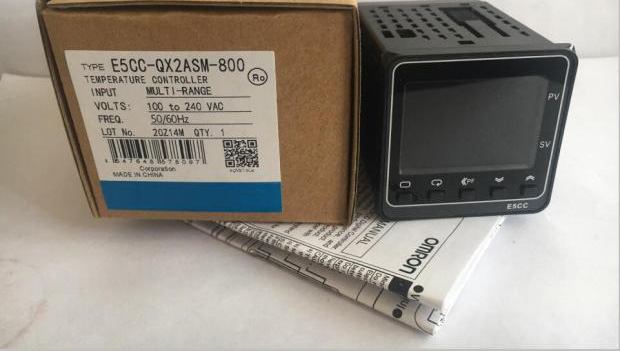 TYPE E5CC-QX2ASM-800
TEMPERATURE CONTROLLER
INPUT MULTI-RANGE
VOLTS: 100 to 240 VAC
FREQ. 50/60Hz
LOT No. 20Z14M QTY. 1
Corporation
MADE IN CHINA
PV
SV
PF
E5CC
MANUAL
omron